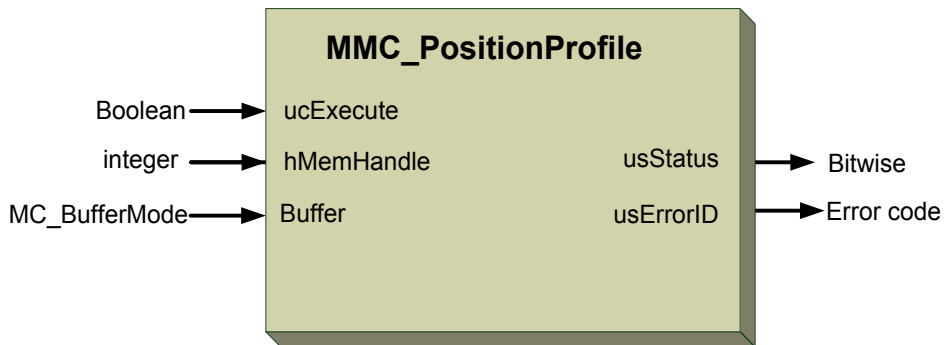 MMC_PositionProfile
Boolean ucExecute
integer hMemHandle usStatus Bitwise
MC_BufferMode Buffer usErrorID Error code